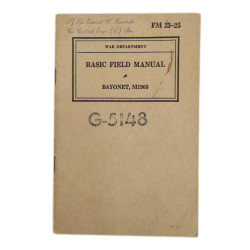 FM 23-25
WAR DEPARTMENT
BASIC FIELD MANUAL
BAYONET, M1905
G-5148